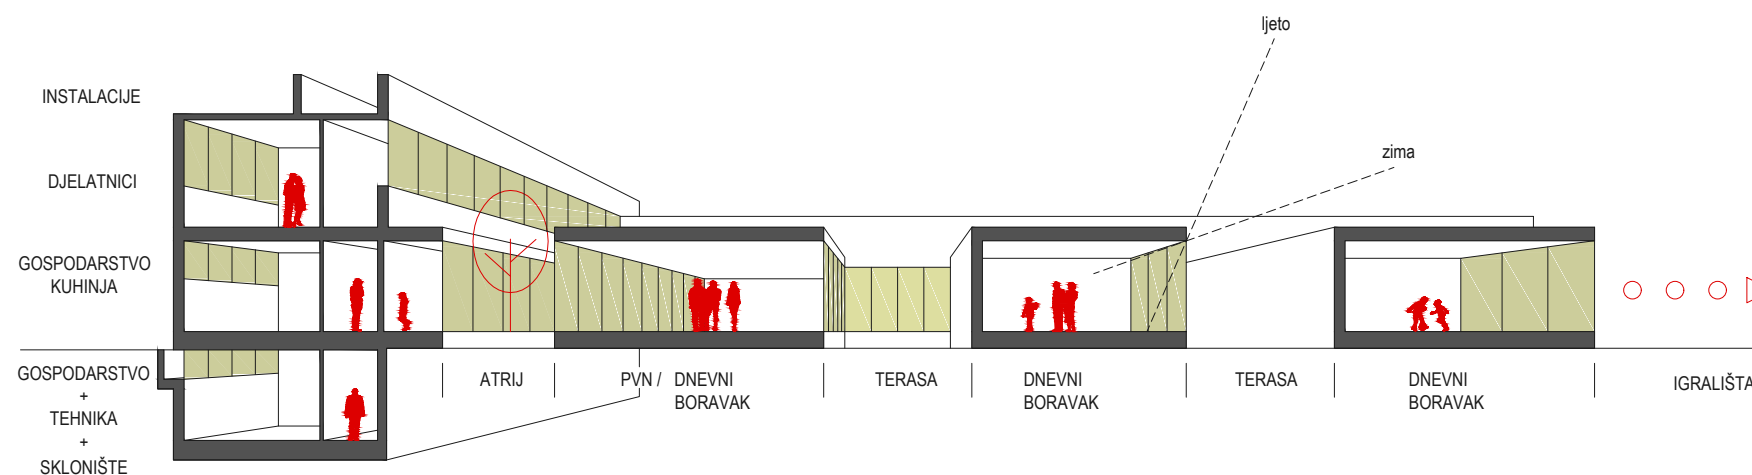 ljeto
zima
INSTALACIJE
DJELATNICI
GOSPODARSTVO
KUHINJA
GOSPODARSTVO
+
TEHNIKA
+
SKLONIŠTE
ATRIJ
PVN / DNEVNI
BORAVAK
TERASA
DNEVNI
BORAVAK
TERASA
DNEVNI
BORAVAK
IGRALIŠTA